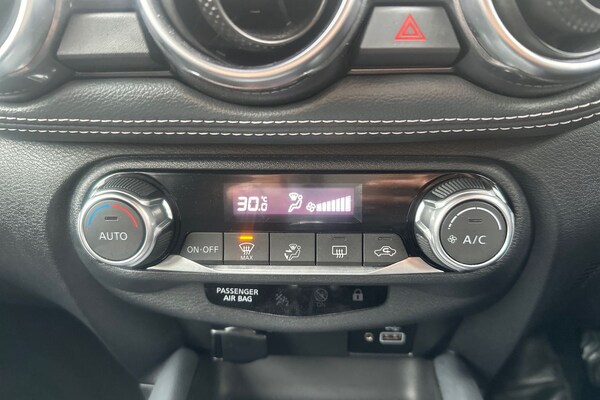 30.0°C
AUTO
ON·OFF
MAX
A/C
PASSENGER
AIR BAG